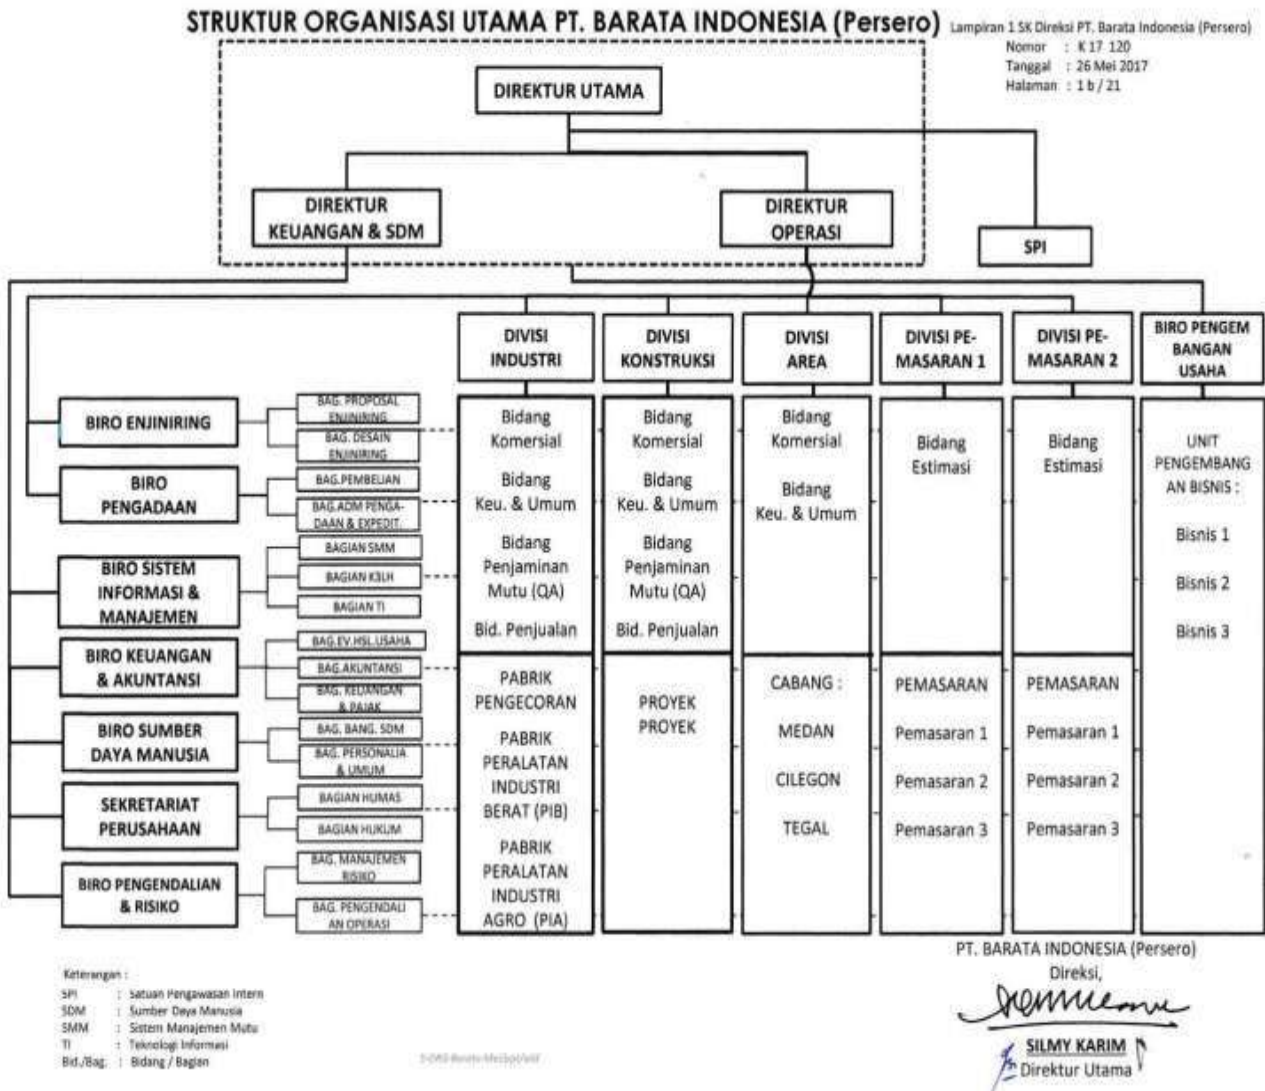 STRUKTUR ORGANISASI UTAMA PT. BARATA INDONESIA (Persero)
Lampiran 1 SK Direksi PT. Barata Indonesia (Persero)
Nomor : K 17 120
Tanggal : 26 Mei 2017
Halaman : 1 b / 21
DIREKTUR UTAMA
DIREKTUR
KEUANGAN & SDM
DIREKTUR
OPERASI
SPI
DIVISI
INDUSTRI
DIVISI
KONSTRUKSI
DIVISI
AREA
DIVISI PE-
MASARAN 1
DIVISI PE-
MASARAN 2
BIRO PENGEM
BANGAN
USAHA
BIRO ENJINIRING
BAG. PROPOSAL
ENJINIRING
BAG. DESAIN
ENJINIRING
BIRO
PENGADAAN
BAG.PEMBELIAN
BAG.ADM PENGA-
DAAN & EXPEDIT.
BIRO SISTEM
INFORMASI &
MANAJEMEN
BAGIAN SMM
BAGIAN K3LH
BAGIAN TI
BIRO KEUANGAN
& AKUNTANSI
BAG.EV.HSL.USAHA
BAG.AKUNTANSI
BAG. KEUANGAN
& PAJAK
BIRO SUMBER
DAYA MANUSIA
BAG. BANG. SDM
BAG. PERSONALIA
& UMUM
SEKRETARIAT
PERUSAHAAN
BAGIAN HUMAS
BAGIAN HUKUM
BIRO PENGENDALIAN
& RISIKO
BAG. MANAJEMEN
RISIKO
BAG. PENGENDALI
AN OPERASI
Bidang
Komersial
Bidang
Keu. & Umum
Bidang
Penjaminan
Mutu (QA)
Bid. Penjualan
PABRIK
PENGECORAN
PABRIK
PERALATAN
INDUSTRI
BERAT (PIB)
PABRIK
PERALATAN
INDUSTRI
AGRO (PIA)
Bidang
Komersial
Bidang
Keu. & Umum
Bidang
Penjaminan
Mutu (QA)
Bid. Penjualan
PROYEK
PROYEK
Bidang
Komersial
Bidang
Keu. & Umum
CABANG :
MEDAN
CILEGON
TEGAL
Bidang
Estimasi
PEMASARAN
Pemasaran 1
Pemasaran 2
Pemasaran 3
Bidang
Estimasi
PEMASARAN
Pemasaran 1
Pemasaran 2
Pemasaran 3
UNIT
PENGEMBANG
AN BISNIS :
Bisnis 1
Bisnis 2
Bisnis 3
Keterangan :
SPI : Satuan Pengawasan Intern
SDM : Sumber Daya Manusia
SMM : Sistem Manajemen Mutu
TI : Teknologi Informasi
Bid./Bag. : Bidang / Bagian
PT. BARATA INDONESIA (Persero)
Direksi,
SILMY KARIM
Direktur Utama